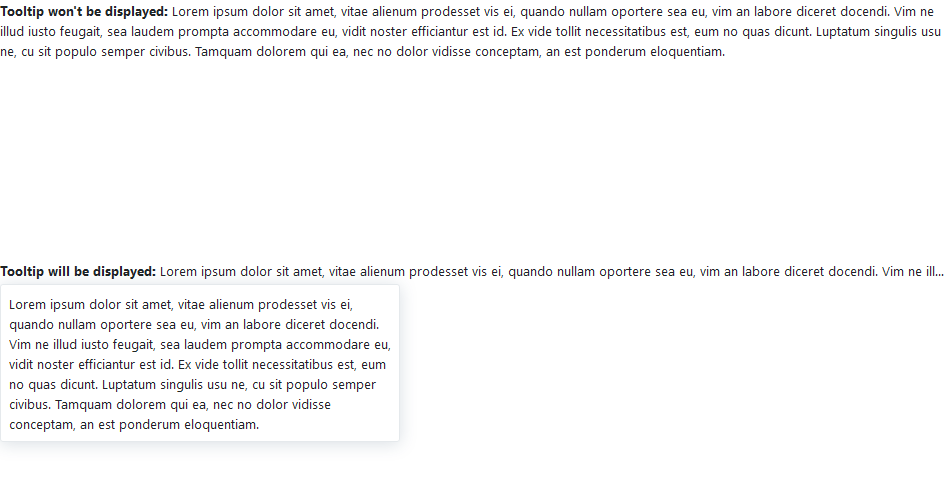 Tooltip won't be displayed: Lorem ipsum dolor sit amet, vitae alienum prodesset vis ei, quando nullam oportere sea eu, vim an labore diceret docendi. Vim ne
illud iusto feugait, sea laudem prompta accommodare eu, vidit noster efficiantur est id. Ex vide tollit necessitatibus est, eum no quas dicunt. Luptatum singulis usu
ne, cu sit populo semper civibus. Tamquam dolorem qui ea, nec no dolor vidisse conceptam, an est ponderum eloquentiam.
Tooltip will be displayed: Lorem ipsum dolor sit amet, vitae alienum prodesset vis ei, quando nullam oportere sea eu, vim an labore diceret docendi. Vim ne ill...
Lorem ipsum dolor sit amet, vitae alienum prodesset vis ei,
quando nullam oportere sea eu, vim an labore diceret docendi.
Vim ne illud iusto feugait, sea laudem prompta accommodare eu,
vidit noster efficiantur est id. Ex vide tollit necessitatibus est, eum
no quas dicunt. Luptatum singulis usu ne, cu sit populo semper
civibus. Tamquam dolorem qui ea, nec no dolor vidisse
conceptam, an est ponderum eloquentiam.